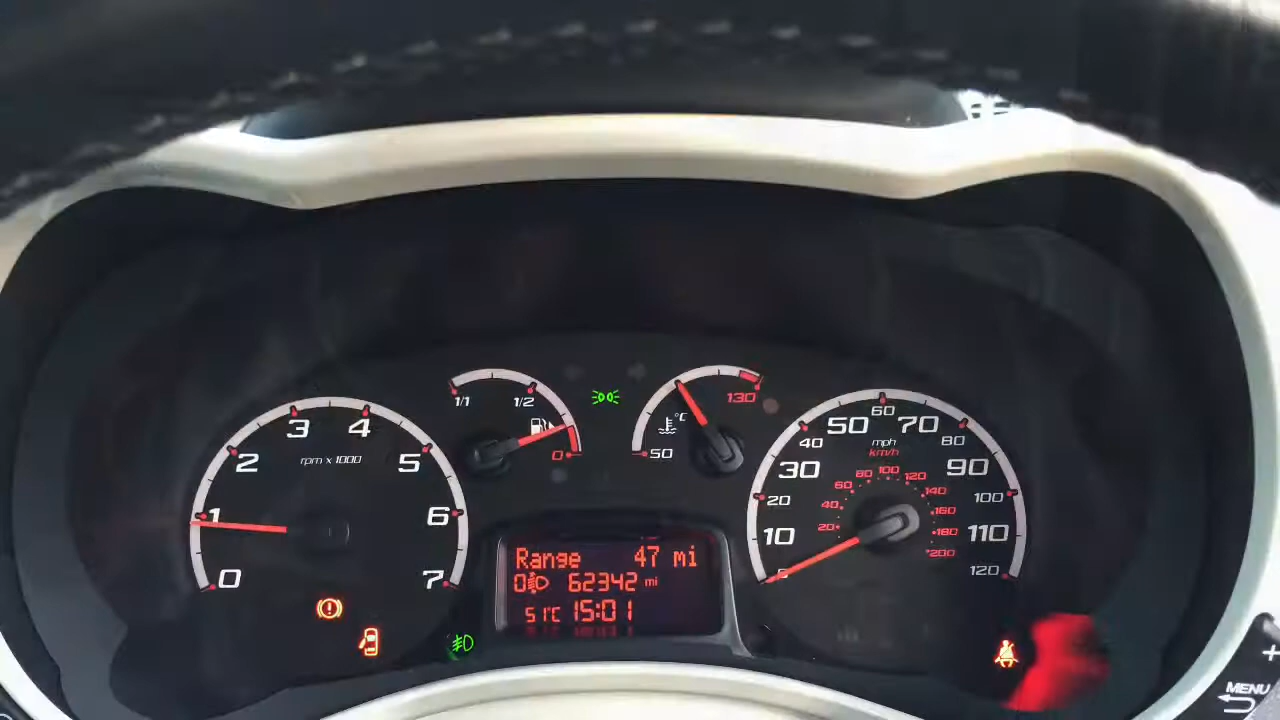 0 1 2 3 4 5 6 7
rpm x 1000
1/1 1/2 0
50 °C 130
10 20 30 40 50 60 70 80 90 100 110 120
mph
km/h
20 40 60 80 100 120 140 160 180 200
Range 47 mi
0 62342 mi
15:01
MENU
+